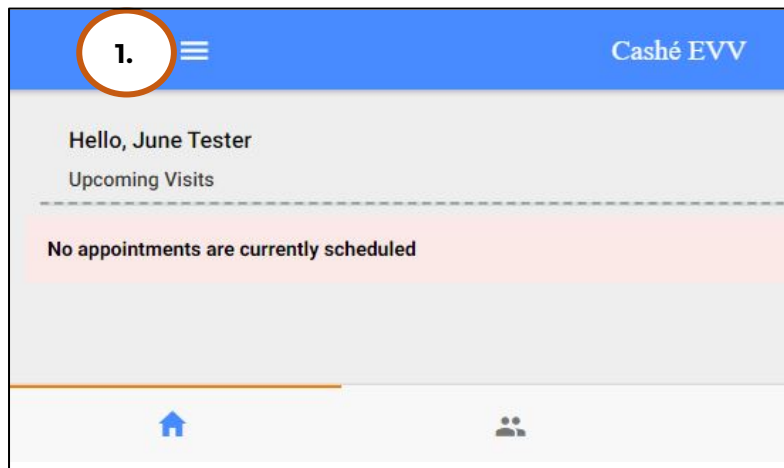 1.
Cashé EVV
Hello, June Tester
Upcoming Visits
No appointments are currently scheduled